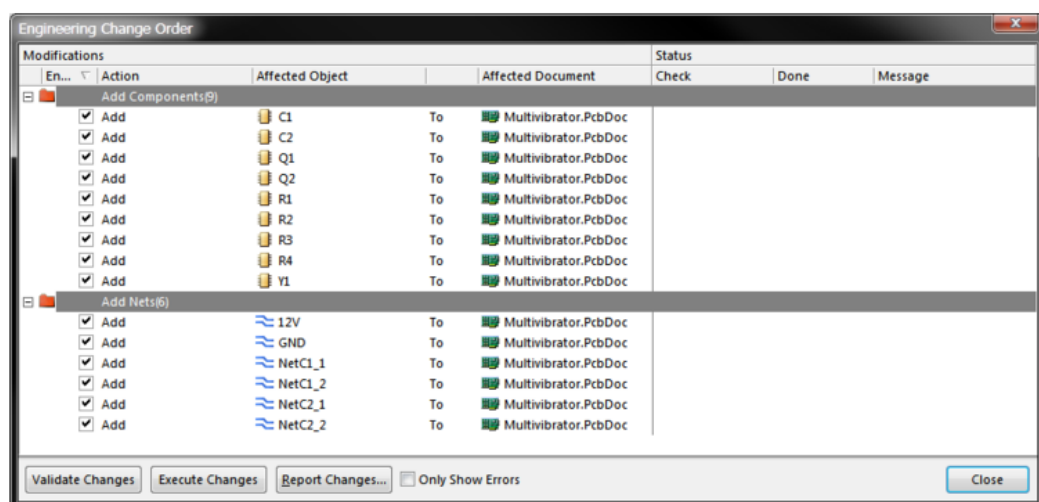 Engineering Change Order
Modifications Status
En... Action Affected Object Affected Document Check Done Message
Add Components(9)
Add C1 To Multivibrator.PcbDoc
Add C2 To Multivibrator.PcbDoc
Add Q1 To Multivibrator.PcbDoc
Add Q2 To Multivibrator.PcbDoc
Add R1 To Multivibrator.PcbDoc
Add R2 To Multivibrator.PcbDoc
Add R3 To Multivibrator.PcbDoc
Add R4 To Multivibrator.PcbDoc
Add Y1 To Multivibrator.PcbDoc
Add Nets(6)
Add 12V To Multivibrator.PcbDoc
Add GND To Multivibrator.PcbDoc
Add NetC1_1 To Multivibrator.PcbDoc
Add NetC1_2 To Multivibrator.PcbDoc
Add NetC2_1 To Multivibrator.PcbDoc
Add NetC2_2 To Multivibrator.PcbDoc
Validate Changes Execute Changes Report Changes... Only Show Errors Close